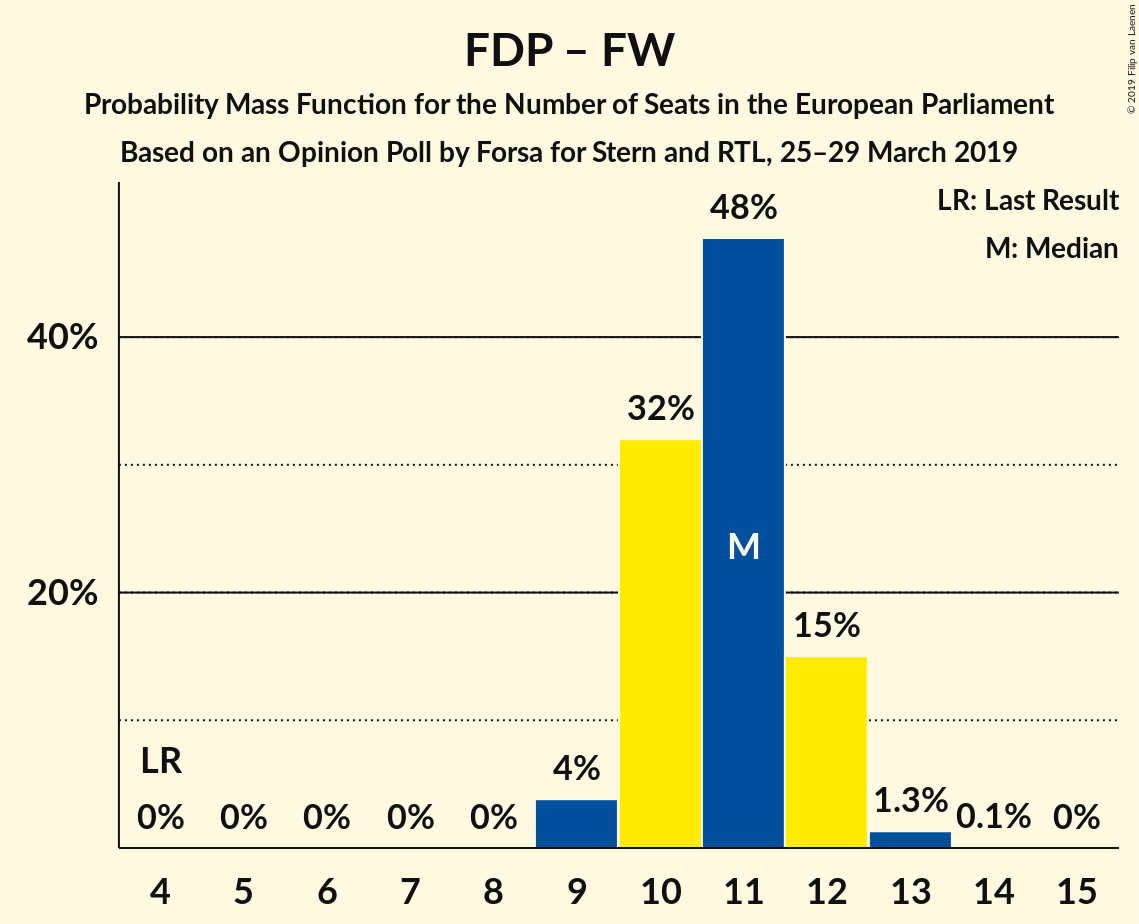 FDP – FW
Probability Mass Function for the Number of Seats in the European Parliament
Based on an Opinion Poll by Forsa for Stern and RTL, 25–29 March 2019
© 2019 Filip van Laenen
LR: Last Result
M: Median
48%
40%
32%
M
20%
15%
LR
4%
1.3%
0% 0% 0% 0% 0% 0.1% 0%
4 5 6 7 8 9 10 11 12 13 14 15